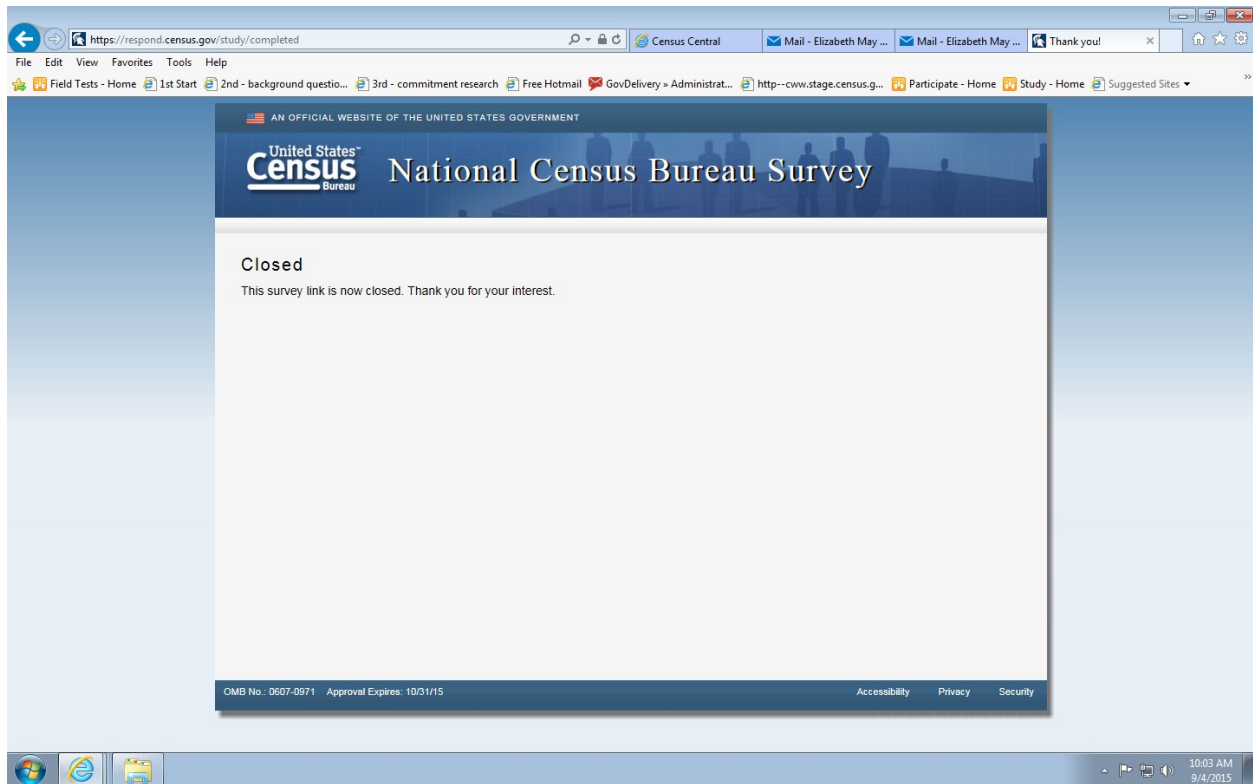 https://respond.census.gov/study/completed
Census Central
Mail - Elizabeth May ...
Mail - Elizabeth May ...
Thank you!
File Edit View Favorites Tools Help
Field Tests - Home 1st Start 2nd - background questio... 3rd - commitment research Free Hotmail GovDelivery » Administrat... http--cww.stage.census.g... Participate - Home Study - Home Suggested Sites
AN OFFICIAL WEBSITE OF THE UNITED STATES GOVERNMENT
United States™
Census
Bureau
National Census Bureau Survey
Closed
This survey link is now closed. Thank you for your interest.
OMB No.: 0607-0971 Approval Expires: 10/31/15 Accessibility Privacy Security
10:03 AM
9/4/2015